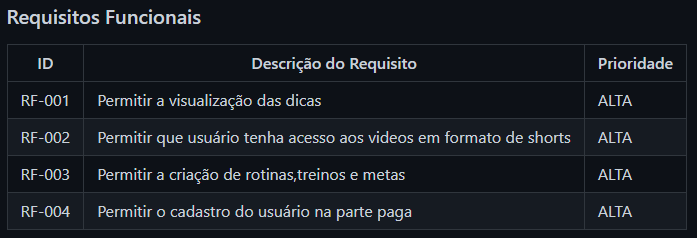 Requisitos Funcionais
ID Descrição do Requisito Prioridade
RF-001 Permitir a visualização das dicas ALTA
RF-002 Permitir que usuário tenha acesso aos videos em formato de shorts ALTA
RF-003 Permitir a criação de rotinas,treinos e metas ALTA
RF-004 Permitir o cadastro do usuário na parte paga ALTA